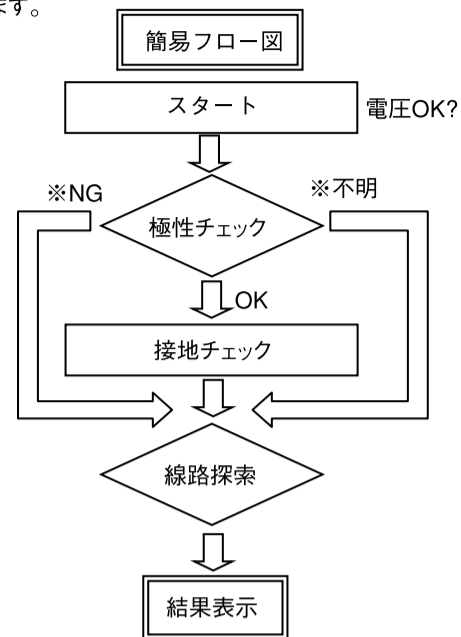 ます。
簡易フロー図
スタート
電圧OK?
※NG
※不明
極性チェック
OK
接地チェック
線路探索
結果表示